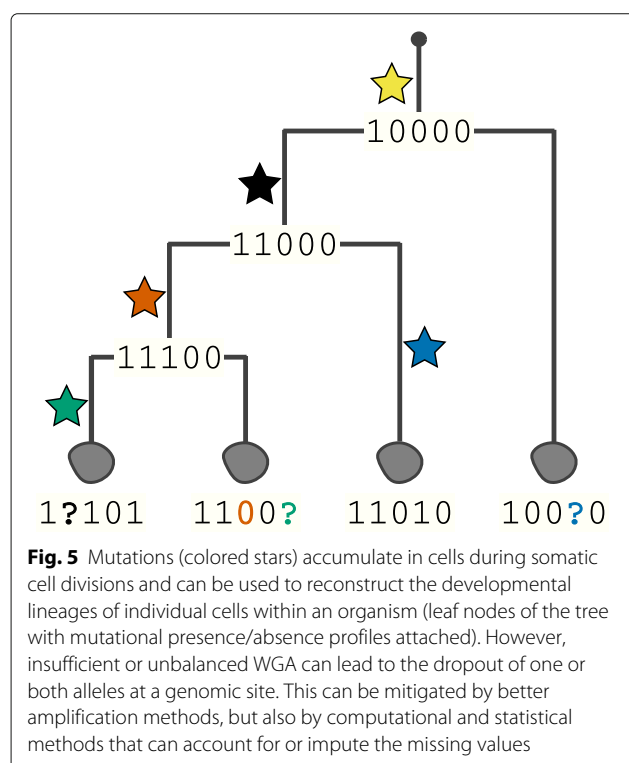 10000
11000
11100
1?101 1100? 11010 100?0
Fig. 5 Mutations (colored stars) accumulate in cells during somatic
cell divisions and can be used to reconstruct the developmental
lineages of individual cells within an organism (leaf nodes of the tree
with mutational presence/absence profiles attached). However,
insufficient or unbalanced WGA can lead to the dropout of one or
both alleles at a genomic site. This can be mitigated by better
amplification methods, but also by computational and statistical
methods that can account for or impute the missing values